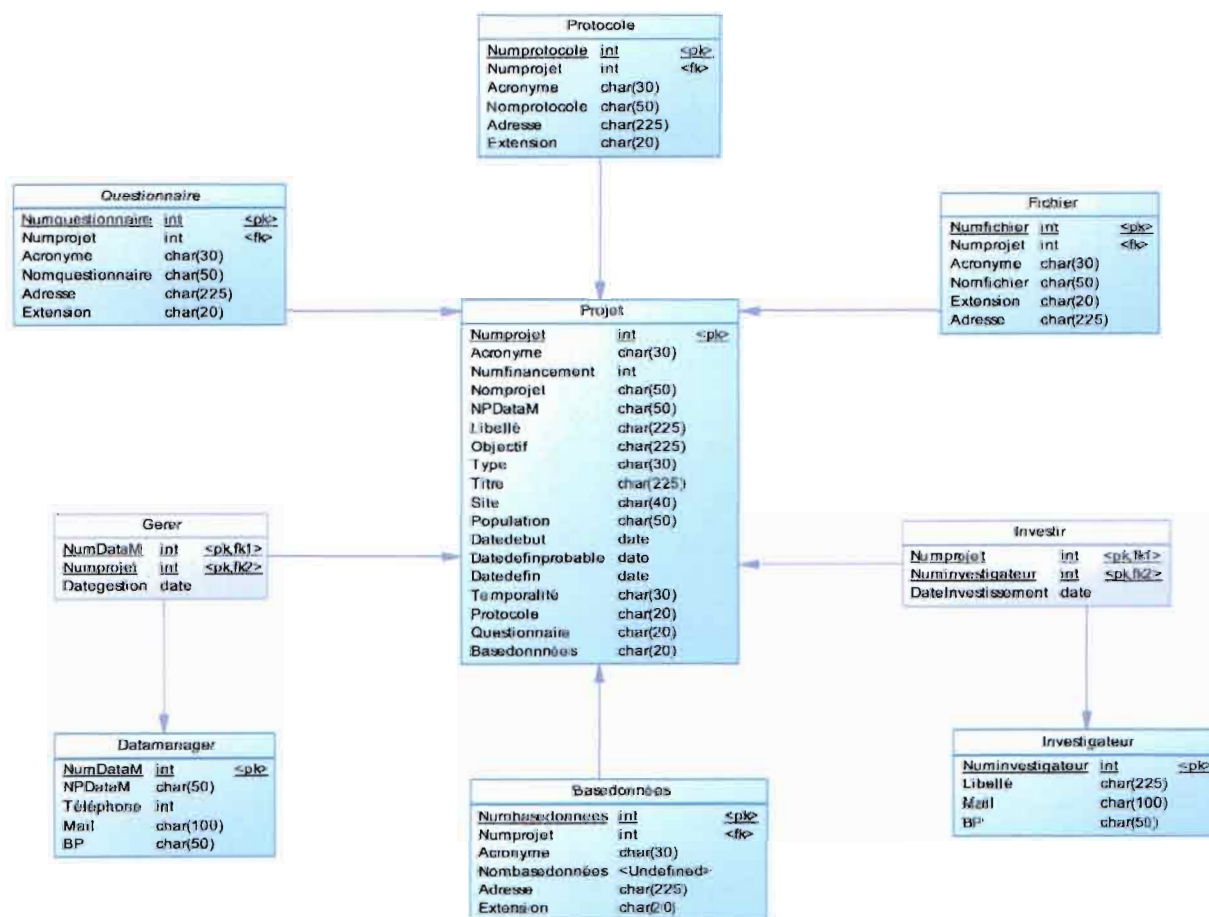 Protocole
Numprotocole int <pk>
Numprojet int <fk>
Acronyme char(30)
Nomprotocole char(50)
Adresse char(225)
Extension char(20)
Questionnaire
Numquestionnaire int <pk>
Numprojet int <fk>
Acronyme char(30)
Nomquestionnaire char(50)
Adresse char(225)
Extension char(20)
Fichier
Numfichier int <pk>
Numprojet int <fk>
Acronyme char(30)
Nomfichier char(50)
Extension char(20)
Adresse char(225)
Projet
Numprojet int <pk>
Acronyme char(30)
Numfinancement int
Nomprojet char(50)
NPDataM char(50)
Libellé char(225)
Objectif char(225)
Type char(30)
Titre char(225)
Site char(40)
Population char(50)
Datedebut date
Datedefinprobable date
Datedefin date
Temporalité char(30)
Protocole char(20)
Questionnaire char(20)
Basedonnnées char(20)
Gerer
NumDataM int <pk,fk1>
Numprojet int <pk,fk2>
Dategestion date
Investir
Numprojet int <pk,fk1>
Numinvestigateur int <pk,fk2>
DateInvestissement date
Datamanager
NumDataM int <pk>
NPDataM char(50)
Téléphone int
Mail char(100)
BP char(50)
Basedonnées
Numbasedonnees int <pk>
Numprojet int <fk>
Acronyme char(30)
Nombasedonnées <Undefined>
Adresse char(225)
Extension char(20)
Investigateur
Numinvestigateur int <pk>
Libellé char(225)
Mail char(100)
BP char(50)